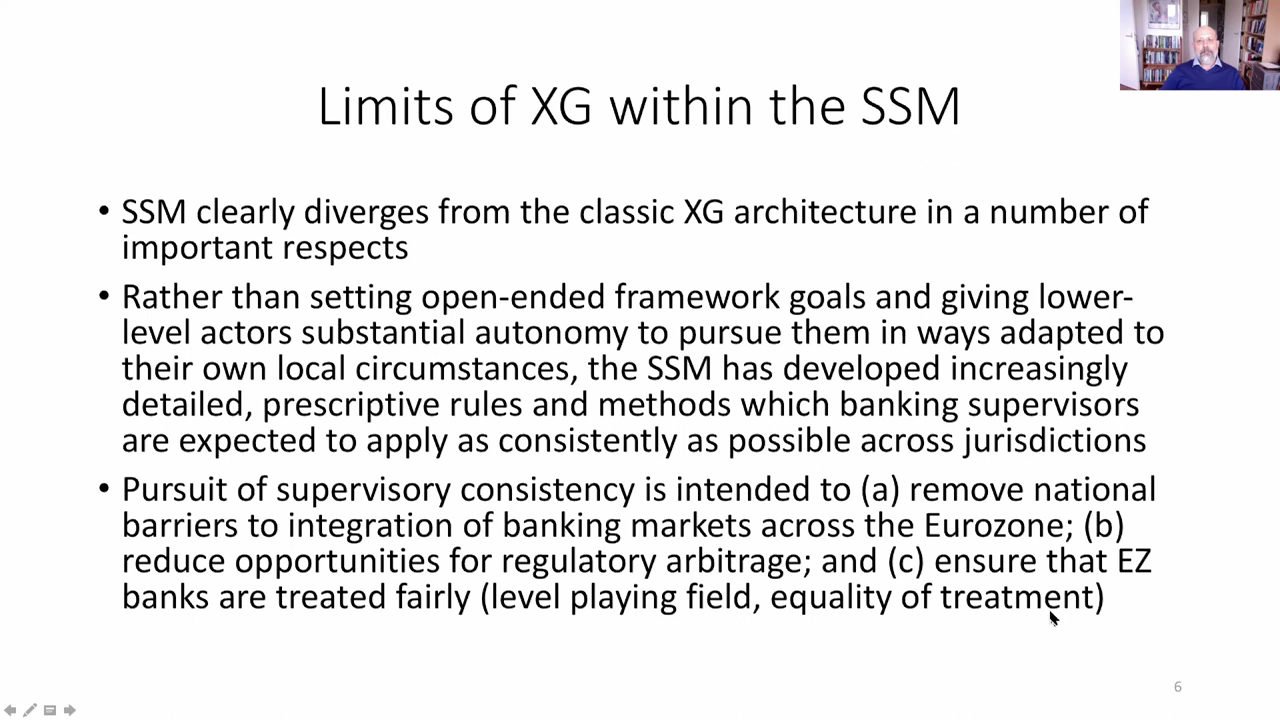 Limits of XG within the SSM
• SSM clearly diverges from the classic XG architecture in a number of
important respects
• Rather than setting open-ended framework goals and giving lower-
level actors substantial autonomy to pursue them in ways adapted to
their own local circumstances, the SSM has developed increasingly
detailed, prescriptive rules and methods which banking supervisors
are expected to apply as consistently as possible across jurisdictions
• Pursuit of supervisory consistency is intended to (a) remove national
barriers to integration of banking markets across the Eurozone; (b)
reduce opportunities for regulatory arbitrage; and (c) ensure that EZ
banks are treated fairly (level playing field, equality of treatment)
6